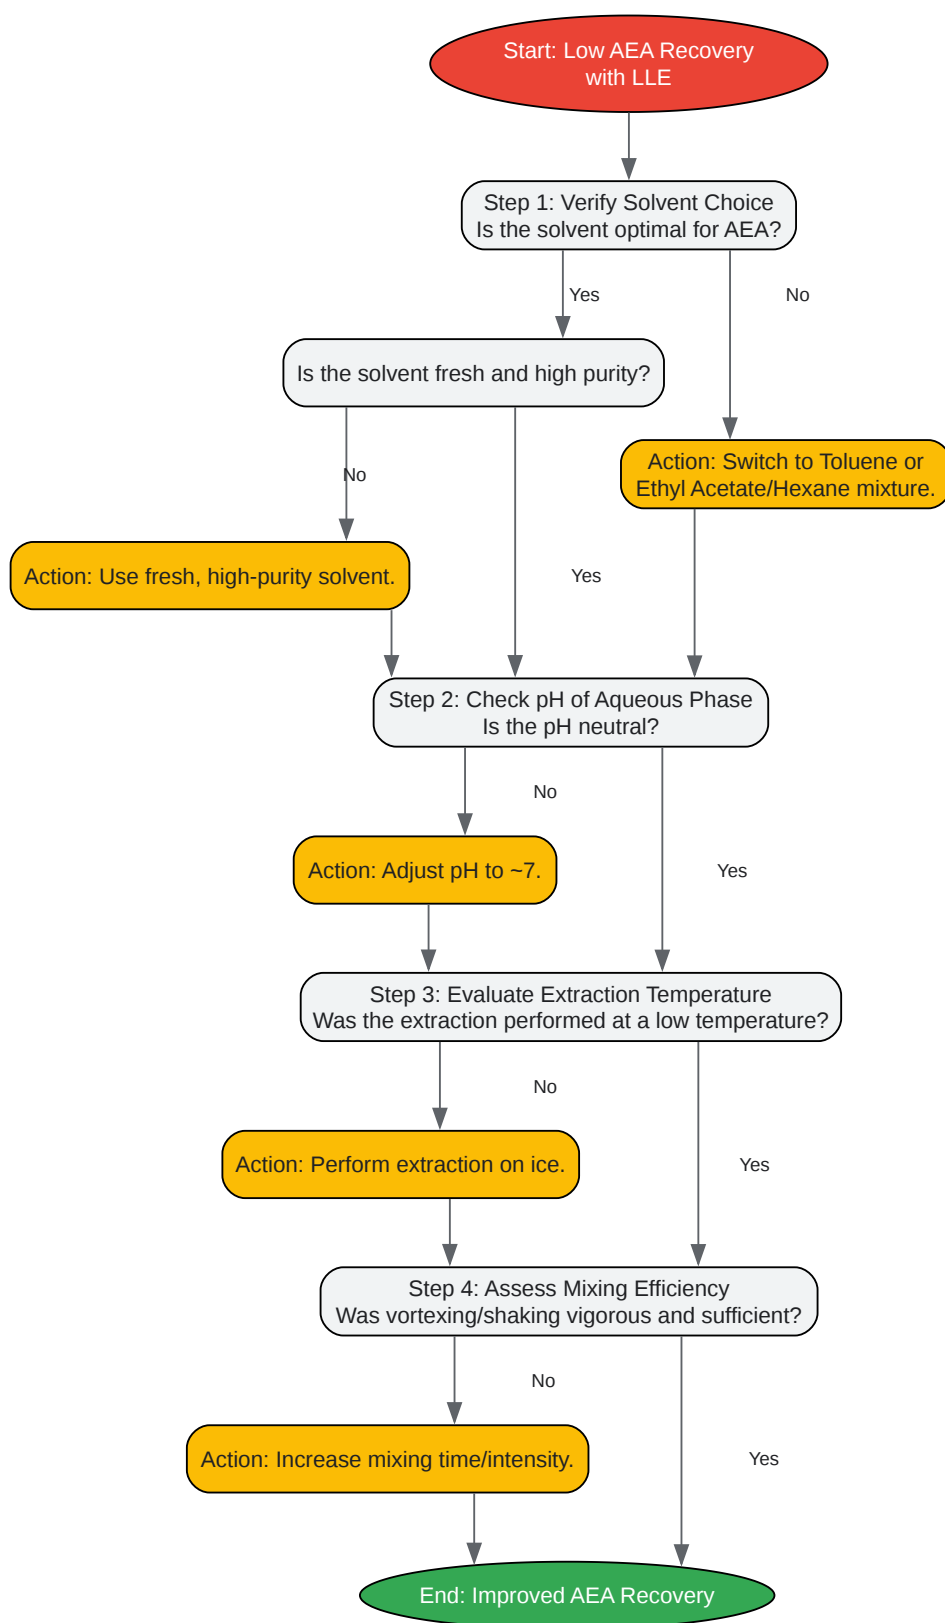 Start: Low AEA Recovery
with LLE
Step 1: Verify Solvent Choice
Is the solvent optimal for AEA?
Yes
No
Is the solvent fresh and high purity?
Action: Switch to Toluene or
Ethyl Acetate/Hexane mixture.
No
Action: Use fresh, high-purity solvent.
Yes
Step 2: Check pH of Aqueous Phase
Is the pH neutral?
No
Action: Adjust pH to ~7.
Yes
Step 3: Evaluate Extraction Temperature
Was the extraction performed at a low temperature?
No
Action: Perform extraction on ice.
Yes
Step 4: Assess Mixing Efficiency
Was vortexing/shaking vigorous and sufficient?
No
Action: Increase mixing time/intensity.
Yes
End: Improved AEA Recovery